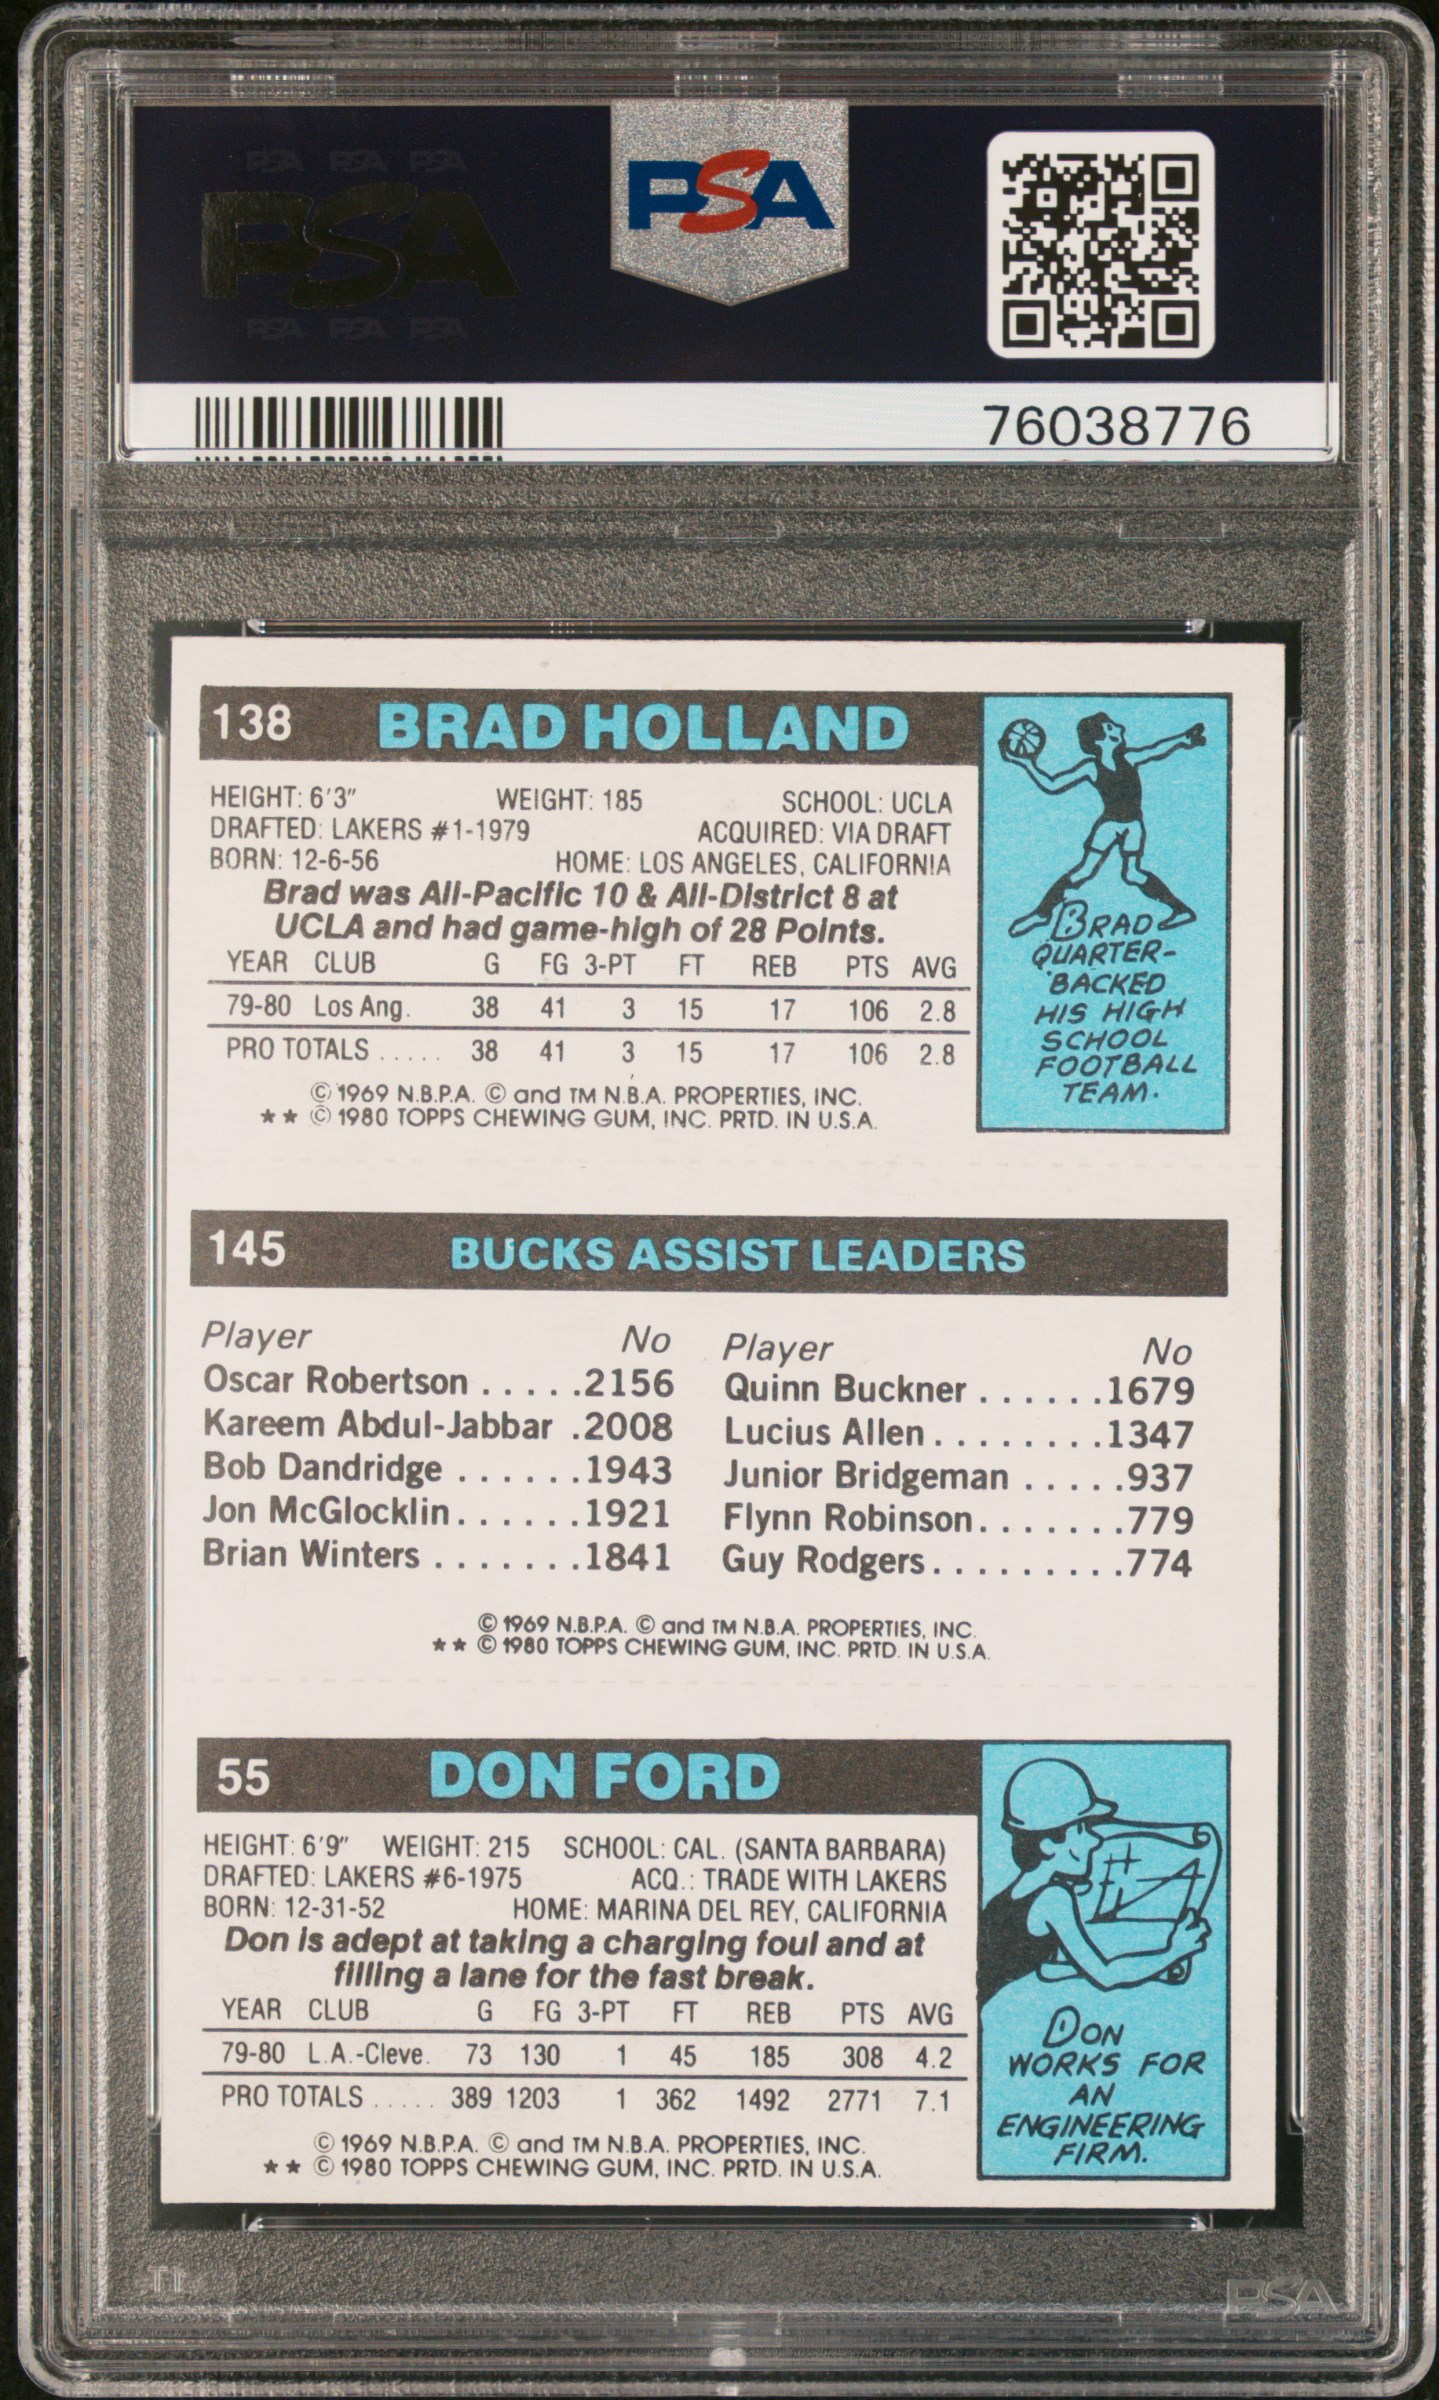 PSA PSA PSA
PSA
PSA PSA PSA
PSA
76038776
138 BRAD HOLLAND
HEIGHT: 6'3" WEIGHT: 185 SCHOOL: UCLA
DRAFTED: LAKERS #1-1979 ACQUIRED: VIA DRAFT
BORN: 12-6-56 HOME: LOS ANGELES, CALIFORNIA
Brad was All-Pacific 10 & All-District 8 at
UCLA and had game-high of 28 Points.
YEAR CLUB G FG 3-PT FT REB PTS AVG
79-80 Los Ang. 38 41 3 15 17 106 2.8
PRO TOTALS ..... 38 41 3 15 17 106 2.8
© 1969 N.B.P.A. © and TM N.B.A. PROPERTIES, INC.
★★ © 1980 TOPPS CHEWING GUM, INC. PRTD. IN U.S.A.
BRAD
QUARTER-
BACKED
HIS HIGH
SCHOOL
FOOTBALL
TEAM.
145 BUCKS ASSIST LEADERS
Player No Player No
Oscar Robertson .....2156 Quinn Buckner ......1679
Kareem Abdul-Jabbar .2008 Lucius Allen ........1347
Bob Dandridge ......1943 Junior Bridgeman .....937
Jon McGlocklin......1921 Flynn Robinson.......779
Brian Winters .......1841 Guy Rodgers.........774
© 1969 N.B.P.A. © and TM N.B.A. PROPERTIES, INC.
★★ © 1980 TOPPS CHEWING GUM, INC. PRTD. IN U.S.A.
55 DON FORD
HEIGHT: 6'9" WEIGHT: 215 SCHOOL: CAL. (SANTA BARBARA)
DRAFTED: LAKERS #6-1975 ACQ.: TRADE WITH LAKERS
BORN: 12-31-52 HOME: MARINA DEL REY, CALIFORNIA
Don is adept at taking a charging foul and at
filling a lane for the fast break.
YEAR CLUB G FG 3-PT FT REB PTS AVG
79-80 L.A.-Cleve. 73 130 1 45 185 308 4.2
PRO TOTALS ..... 389 1203 1 362 1492 2771 7.1
© 1969 N.B.P.A. © and TM N.B.A. PROPERTIES, INC.
★★ © 1980 TOPPS CHEWING GUM, INC. PRTD. IN U.S.A.
DON
WORKS FOR
AN
ENGINEERING
FIRM.
PSA